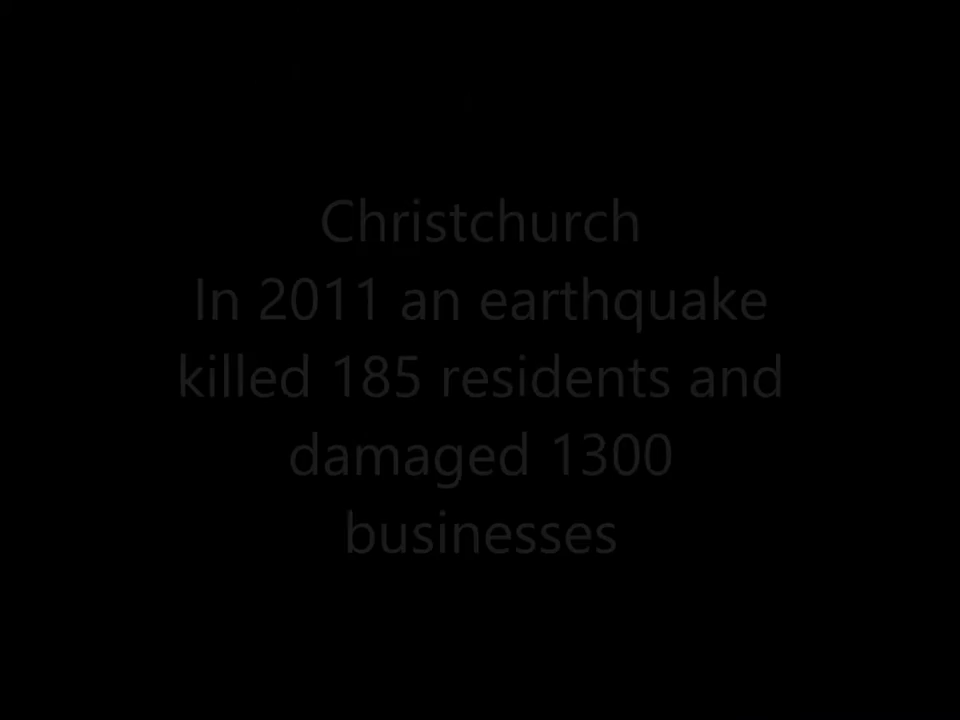 Christchurch
In 2011 an earthquake
killed 185 residents and
damaged 1300
businesses